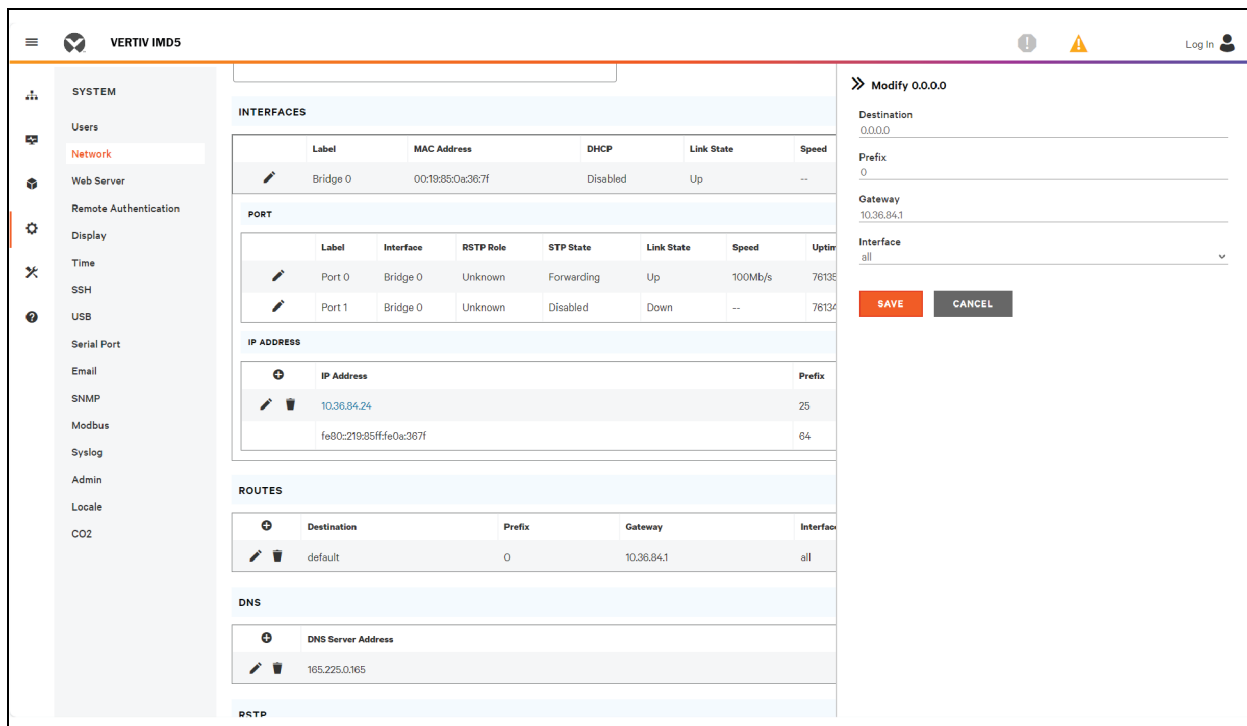 VERTIV IMD5
Log In
SYSTEM
Users
Network
Web Server
Remote Authentication
Display
Time
SSH
USB
Serial Port
Email
SNMP
Modbus
Syslog
Admin
Locale
CO2
INTERFACES
Label MAC Address DHCP Link State Speed
Bridge 0 00:19:85:0a:36:7f Disabled Up --
PORT
Label Interface RSTP Role STP State Link State Speed Uptim
Port 0 Bridge 0 Unknown Forwarding Up 100Mb/s 76135
Port 1 Bridge 0 Unknown Disabled Down -- 76134
IP ADDRESS
IP Address Prefix
10.36.84.24 25
fe80::219:85ff:fe0a:367f 64
ROUTES
Destination Prefix Gateway Interface
default 0 10.36.84.1 all
DNS
DNS Server Address
165.225.0.165
RSTP
Modify 0.0.0.0
Destination
0.0.0.0
Prefix
0
Gateway
10.36.84.1
Interface
all
SAVE CANCEL